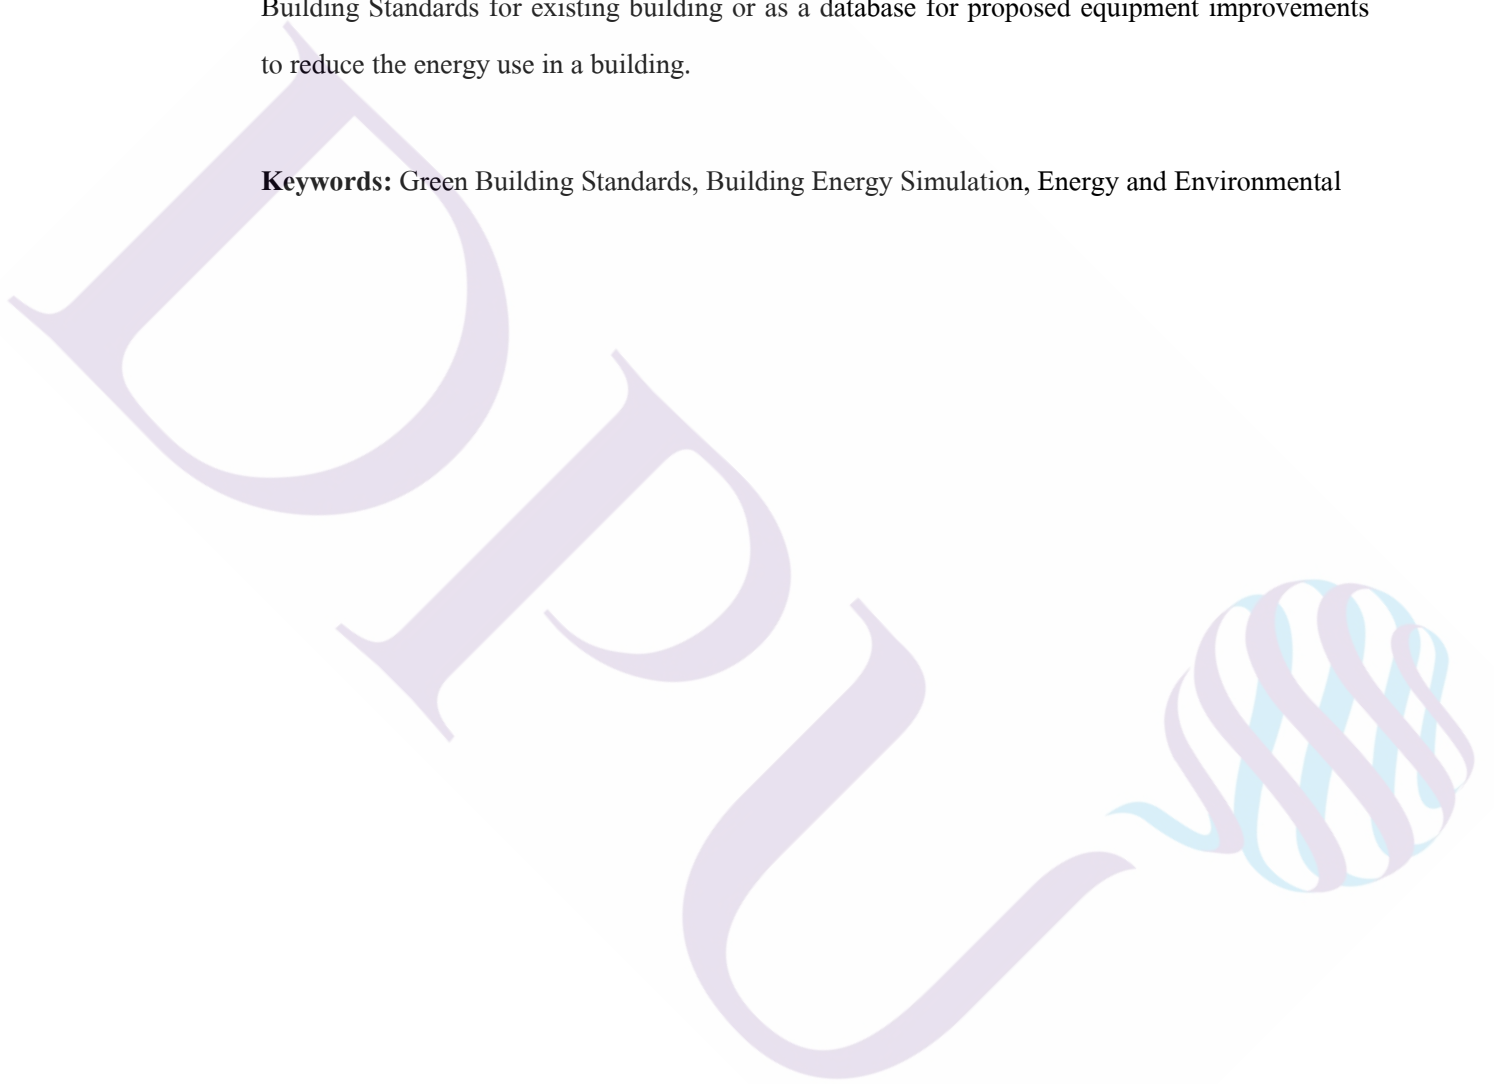 Building Standards for existing building or as a database for proposed equipment improvements
to reduce the energy use in a building.
Keywords: Green Building Standards, Building Energy Simulation, Energy and Environmental
DPU